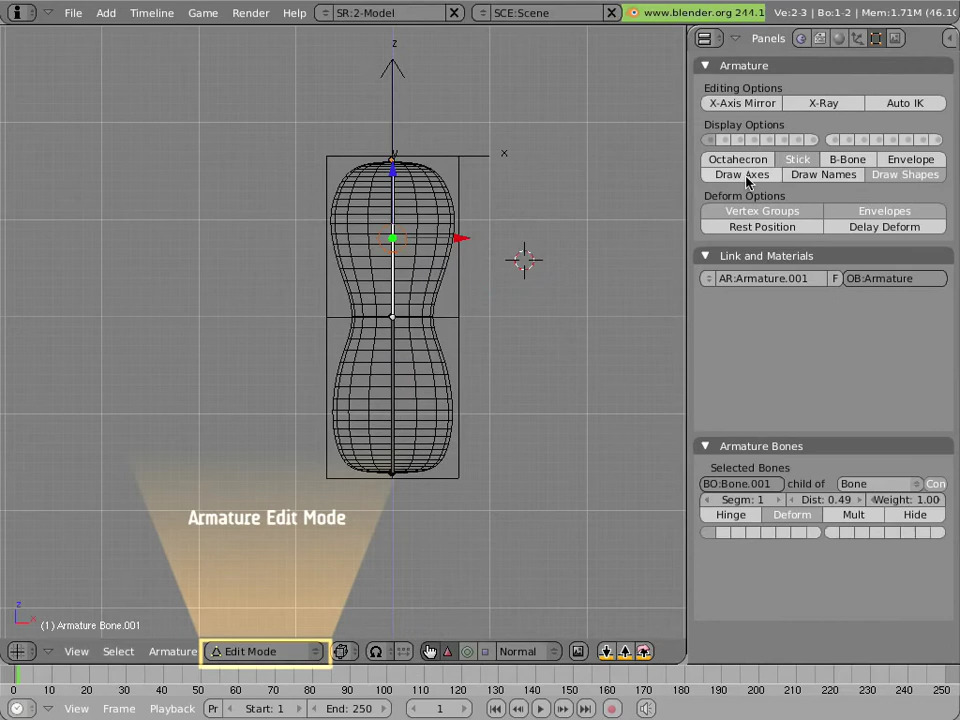 File Add Timeline Game Render Help SR:2-Model SCE:Scene www.blender.org 244.1 Ve:2-3 | Bo:1-2 | Mem:1.71M (46.10
Panels
Armature
Editing Options
X-Axis Mirror X-Ray Auto IK
Display Options
Octahecron Stick B-Bone Envelope
Draw Axes Draw Names Draw Shapes
Deform Options
Vertex Groups Envelopes
Rest Position Delay Deform
Link and Materials
AR:Armature.001 F OB:Armature
Armature Bones
Selected Bones
BO:Bone.001 child of Bone Con
Segm: 1 Dist: 0.49 Weight: 1.00
Hinge Deform Mult Hide
z
y
x
Armature Edit Mode
z
x
(1) Armature Bone.001
View Select Armature Edit Mode Normal
0 10 20 30 40 50 60 70 80 90 100 110 120 130 140 150 160 170 180 190 200 210 220 230 240 250
View Frame Playback Pr Start: 1 End: 250 1